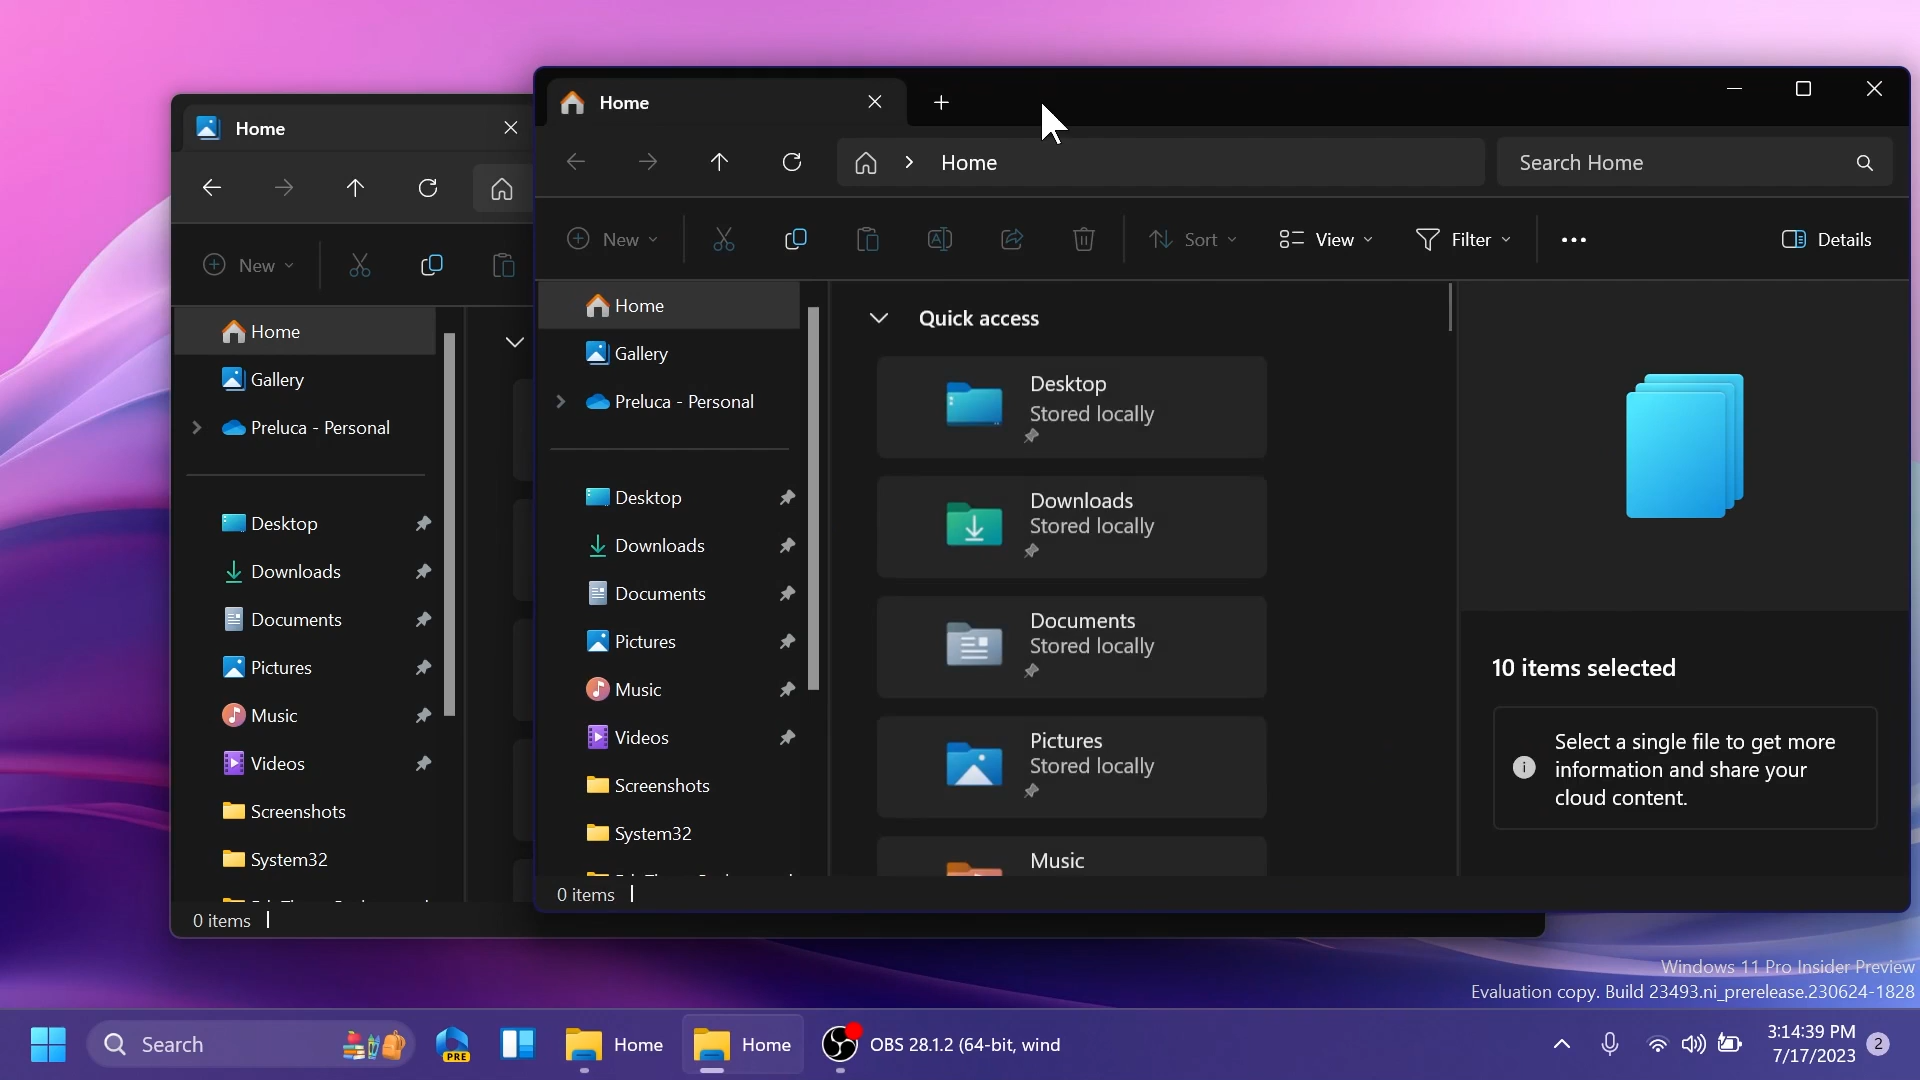 Home
New
Home
Gallery
Preluca - Personal
Desktop
Downloads
Documents
Pictures
Music
Videos
Screenshots
System32
0 items
Home
Home
Search Home
New
Sort
View
Filter
Details
Home
Gallery
Preluca - Personal
Desktop
Downloads
Documents
Pictures
Music
Videos
Screenshots
System32
0 items
Quick access
Desktop
Stored locally
Downloads
Stored locally
Documents
Stored locally
Pictures
Stored locally
Music
10 items selected
Select a single file to get more
information and share your
cloud content.
Windows 11 Pro Insider Preview
Evaluation copy. Build 23493.ni_prerelease.230624-1828
Search
PRE
Home
Home
OBS 28.1.2 (64-bit, wind
3:14:39 PM
7/17/2023
2